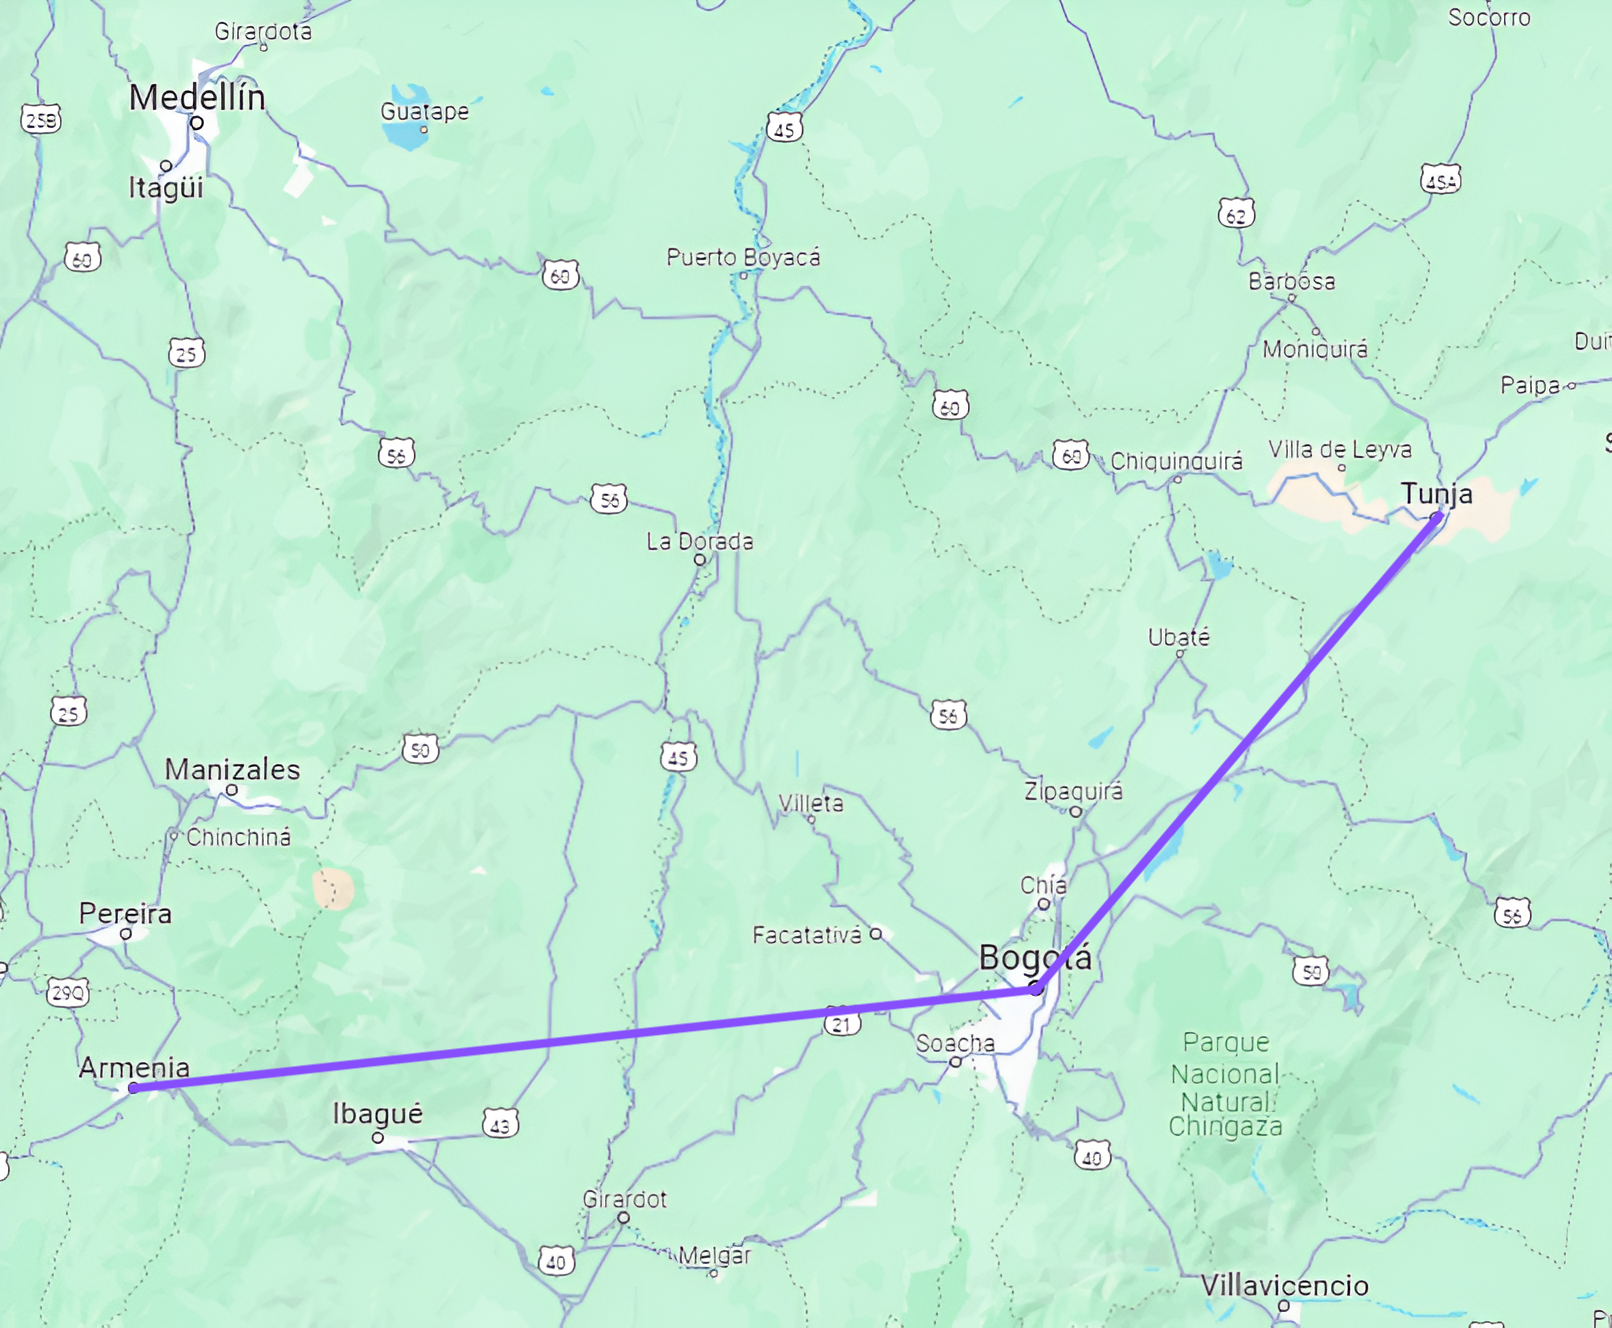 Girardota
Socorro
Medellín
Guatape
25B
45
Itagüi
45A
62
60
Puerto Boyacá
60
Barbosa
25
Moniquirá
Paipa
60
56
60
Chiquinquirá
Villa de Leyva
Tunja
56
La Dorada
Ubaté
25
56
50
45
Manizales
Zipaquirá
Villeta
Chinchiná
Chía
Pereira
56
Facatativá
Bogotá
50
29Q
21
Soacha
Parque
Nacional
Natural
Chingaza
Armenia
Ibagué
43
40
Girardot
Melgar
40
Villavicencio